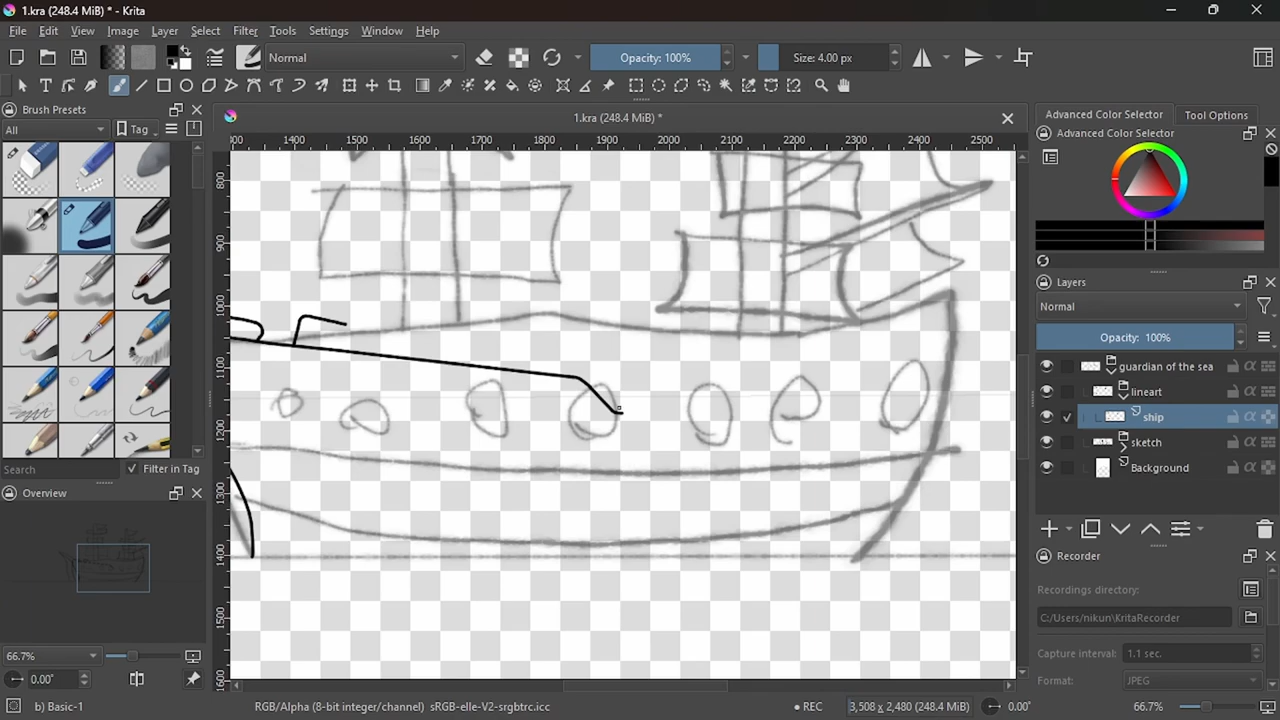 1.kra (248.4 MiB) * - Krita
File Edit View Image Layer Select Filter Tools Settings Window Help
Normal Opacity: 100% Size: 4.00 px
Brush Presets
All Tag
Search Filter in Tag
Overview
66.7%
0.00°
1.kra (248.4 MiB) *
1400 1500 1600 1700 1800 1900 2000 2100 2200 2300 2400 2500
800
900
1000
1100
1200
1300
1400
1500
1600
Advanced Color Selector Tool Options
Advanced Color Selector
Layers
Normal
Opacity: 100%
guardian of the sea
lineart
ship
sketch
Background
Recorder
Recordings directory:
C:/Users/nikun\KritaRecorder
Capture interval: 1.1 sec.
Format: JPEG
b) Basic-1 RGB/Alpha (8-bit integer/channel) sRGB-elle-V2-srgbtrc.icc REC 3,508 x 2,480 (248.4 MiB) 0.00° 66.7%